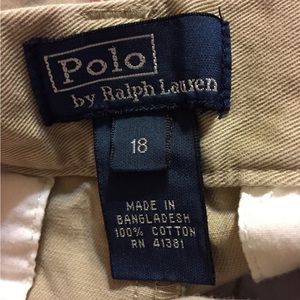 Polo
by Ralph Lauren
18
MADE IN
BANGLADESH
100% COTTON
RN 41381